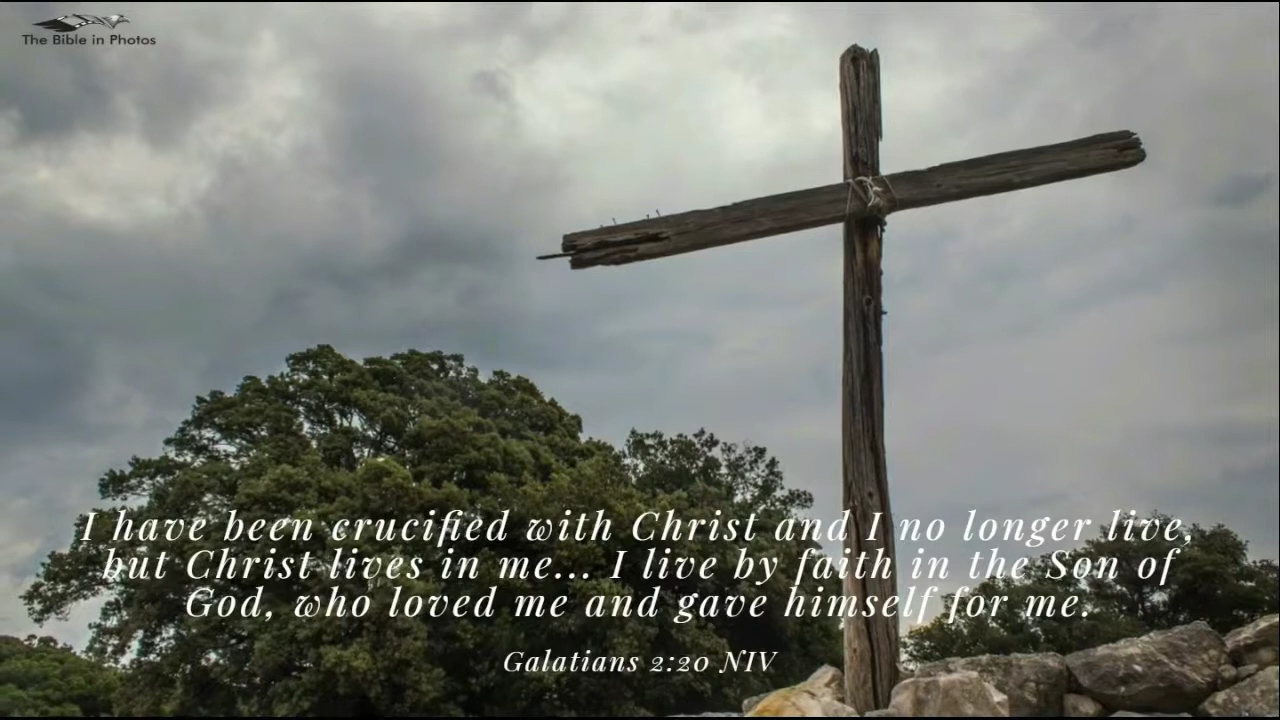 The Bible in Photos
I have been crucified with Christ and I no longer live,
but Christ lives in me... I live by faith in the Son of
God, who loved me and gave himself for me.
Galatians 2:20 NIV